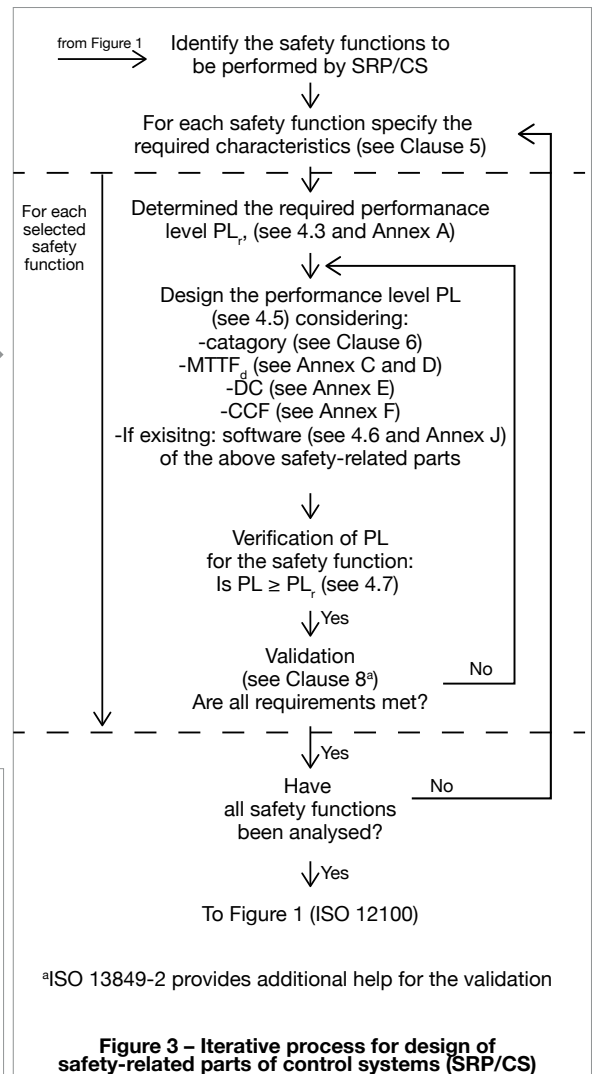 from Figure 1
Identify the safety functions to
be performed by SRP/CS
For each safety function specify the
required characteristics (see Clause 5)
For each
selected
safety
function
Determined the required performanace
level PLr, (see 4.3 and Annex A)
Design the performance level PL
(see 4.5) considering:
-catagory (see Clause 6)
-MTTFd (see Annex C and D)
-DC (see Annex E)
-CCF (see Annex F)
-If exisitng: software (see 4.6 and Annex J)
of the above safety-related parts
Verification of PL
for the safety function:
Is PL ≥ PLr (see 4.7)
Yes
Validation
(see Clause 8ª)
Are all requirements met?
No
Yes
Have
all safety functions
been analysed?
No
Yes
To Figure 1 (ISO 12100)
ªISO 13849-2 provides additional help for the validation
Figure 3 – Iterative process for design of
safety-related parts of control systems (SRP/CS)